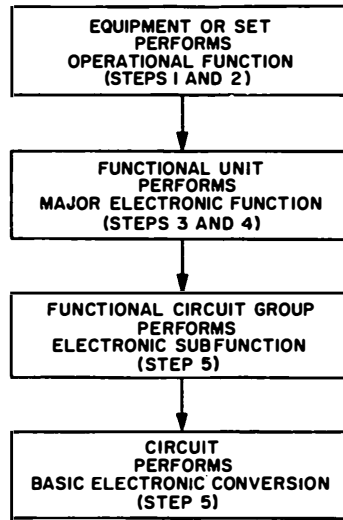 EQUIPMENT OR SET
PERFORMS
OPERATIONAL FUNCTION
(STEPS 1 AND 2)
FUNCTIONAL UNIT
PERFORMS
MAJOR ELECTRONIC FUNCTION
(STEPS 3 AND 4)
FUNCTIONAL CIRCUIT GROUP
PERFORMS
ELECTRONIC SUBFUNCTION
(STEP 5)
CIRCUIT
PERFORMS
BASIC ELECTRONIC CONVERSION
(STEP 5)